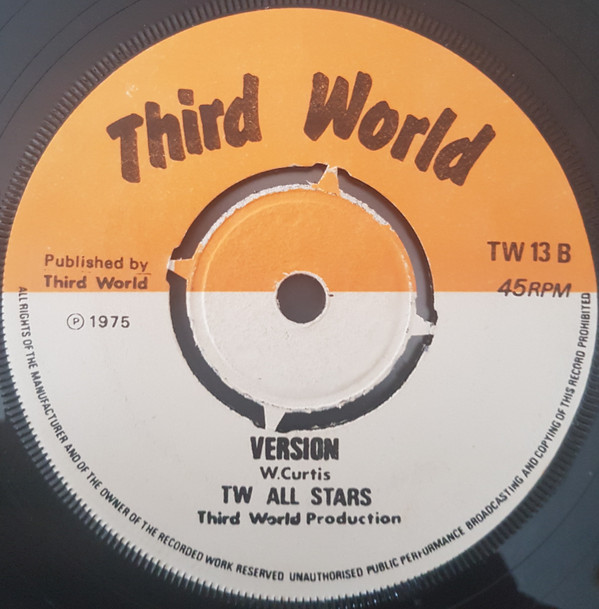 Third World
Published by
Third World
TW 13 B
45RPM
℗ 1975
VERSION
W.Curtis
TW ALL STARS
Third World Production
ALL RIGHTS OF THE MANUFACTURER AND OF THE OWNER OF THE RECORDED WORK RESERVED UNAUTHORISED PUBLIC PERFORMANCE BROADCASTING AND COPYING OF THIS RECORD PROHIBITED